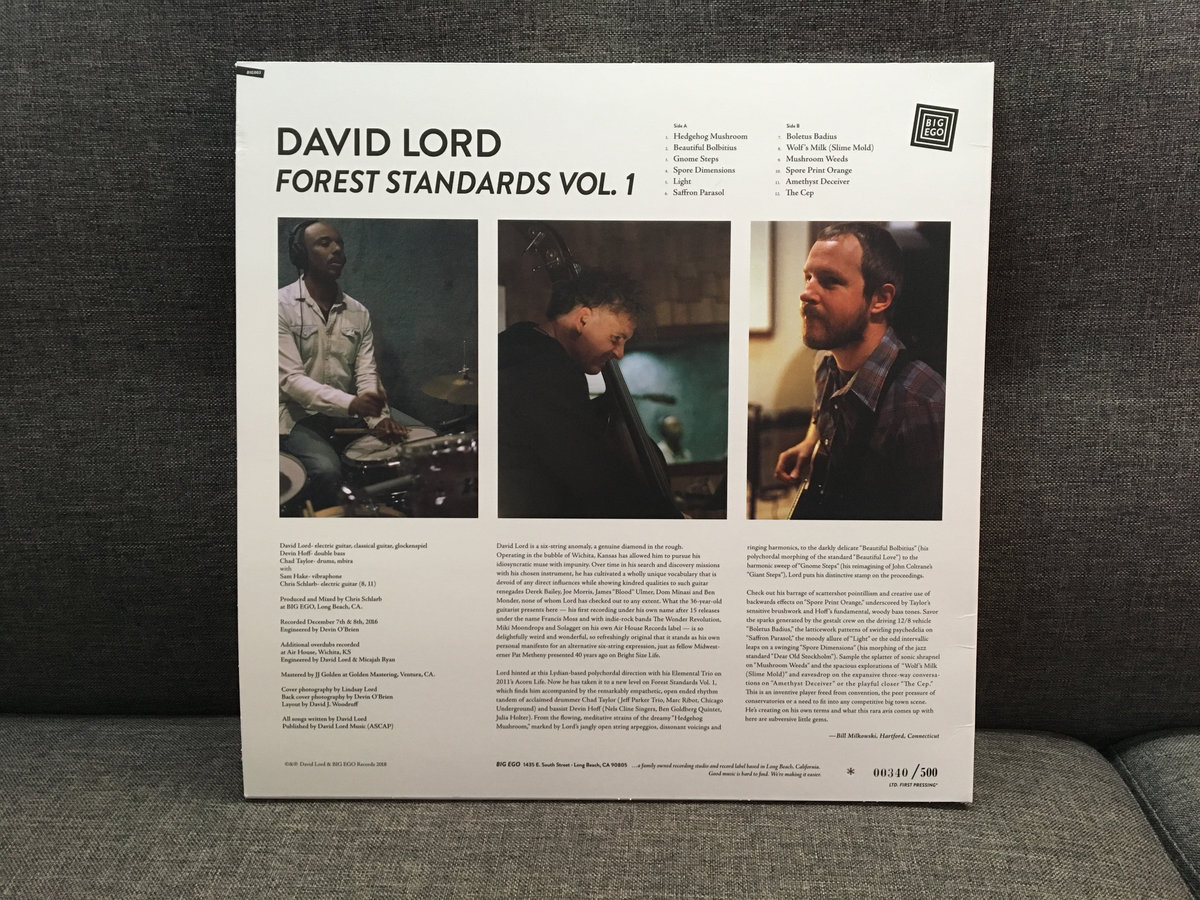 BIG002
DAVID LORD
FOREST STANDARDS VOL. 1
Side A
1. Hedgehog Mushroom
2. Beautiful Bolbitius
3. Gnome Steps
4. Spore Dimensions
5. Light
6. Saffron Parasol
Side B
7. Boletus Badius
8. Wolf's Milk (Slime Mold)
9. Mushroom Weeds
10. Spore Print Orange
11. Amethyst Deceiver
12. The Cep
BIG
EGO
David Lord- electric guitar, classical guitar, glockenspiel
Devin Hoff- double bass
Chad Taylor- drums, mbira
with
Sam Hake- vibraphone
Chris Schlarb- electric guitar (8, 11)
Produced and Mixed by Chris Schlarb
at BIG EGO, Long Beach, CA.
Recorded December 7th & 8th, 2016
Engineered by Devin O'Brien
Additional overdubs recorded
at Air House, Wichita, KS
Engineered by David Lord & Micajah Ryan
Mastered by JJ Golden at Golden Mastering, Ventura, CA.
Cover photography by Lindsay Lord
Back cover photography by Devin O'Brien
Layout by David J. Woodruff
All songs written by David Lord
Published by David Lord Music (ASCAP)
David Lord is a six-string anomaly, a genuine diamond in the rough.
Operating in the bubble of Wichita, Kansas has allowed him to pursue his
idiosyncratic muse with impunity. Over time in his search and discovery missions
with his chosen instrument, he has cultivated a wholly unique vocabulary that is
devoid of any direct influences while showing kindred qualities to such guitar
renegades Derek Bailey, Joe Morris, James "Blood" Ulmer, Dom Minasi and Ben
Monder, none of whom Lord has checked out to any extent. What the 36-year-old
guitarist presents here — his first recording under his own name after 15 releases
under the name Francis Moss and with indie-rock bands The Wonder Revolution,
Miki Moondrops and Solagget on his own Air House Records label — is so
delightfully weird and wonderful, so refreshingly original that it stands as his own
personal manifesto for an alternative six-string expression, just as fellow Midwest-
erner Pat Metheny presented 40 years ago on Bright Size Life.
Lord hinted at this Lydian-based polychordal direction with his Elemental Trio on
2011's Acorn Life. Now he has taken it to a new level on Forest Standards Vol. 1,
which finds him accompanied by the remarkably empathetic, open ended rhythm
tandem of acclaimed drummer Chad Taylor (Jeff Parker Trio, Marc Ribot, Chicago
Underground) and bassist Devin Hoff (Nels Cline Singers, Ben Goldberg Quintet,
Julia Holter). From the flowing, meditative strains of the dreamy "Hedgehog
Mushroom," marked by Lord's jangly open string arpeggios, dissonant voicings and
ringing harmonics, to the darkly delicate "Beautiful Bolbitius" (his
polychordal morphing of the standard "Beautiful Love") to the
harmonic sweep of "Gnome Steps" (his reimagining of John Coltrane's
"Giant Steps"), Lord puts his distinctive stamp on the proceedings.
Check out his barrage of scattershot pointillism and creative use of
backwards effects on "Spore Print Orange," underscored by Taylor's
sensitive brushwork and Hoff's fundamental, woody bass tones. Savor
the sparks generated by the gestalt crew on the driving 12/8 vehicle
"Boletus Badius," the latticework patterns of swirling psychedelia on
"Saffron Parasol," the moody allure of "Light" or the odd intervallic
leaps on a swinging "Spore Dimensions" (his morphing of the jazz
standard "Dear Old Stockholm"). Sample the splatter of sonic shrapnel
on "Mushroom Weeds" and the spacious explorations of "Wolf's Milk
(Slime Mold)" and eavesdrop on the expansive three-way conversa-
tions on "Amethyst Deceiver" or the playful closer "The Cep."
This is an inventive player freed from convention, the peer pressure of
conservatories or a need to fit into any competitive big town scene.
He's creating on his own terms and what this rara avis comes up with
here are subversive little gems.
—Bill Milkowski, Hartford, Connecticut
©&℗ David Lord & BIG EGO Records 2018
BIG EGO 1435 E. South Street - Long Beach, CA 90805 ...a family owned recording studio and record label based in Long Beach, California.
Good music is hard to find. We're making it easier.
* 00340/500
LTD. FIRST PRESSING*